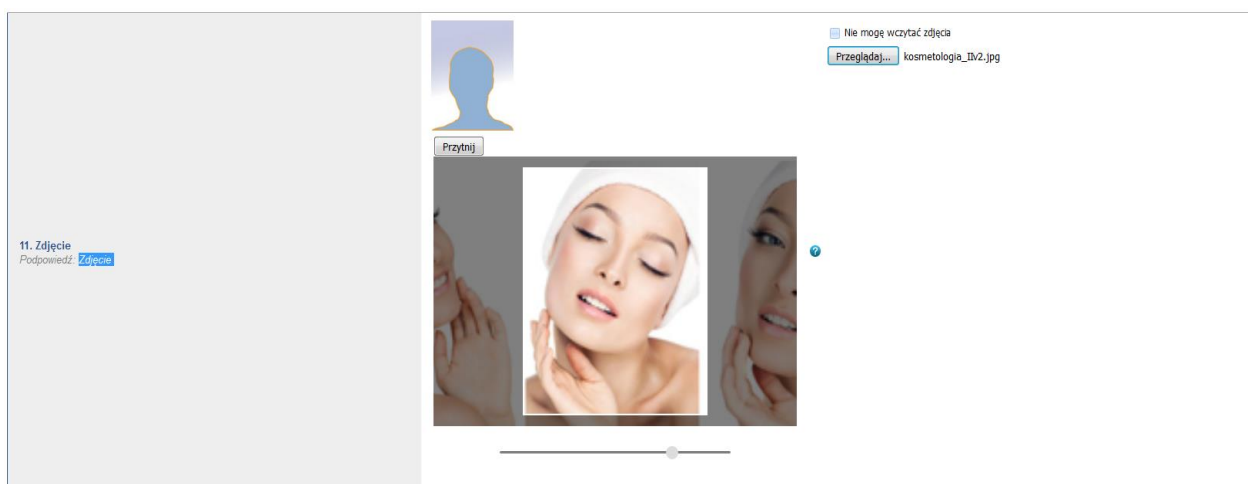 11. Zdjęcie
Podpowiedź: Zdjęcie
Przytnij
?
Nie mogę wczytać zdjęcia
Przeglądaj... kosmetologia_IIv2.jpg